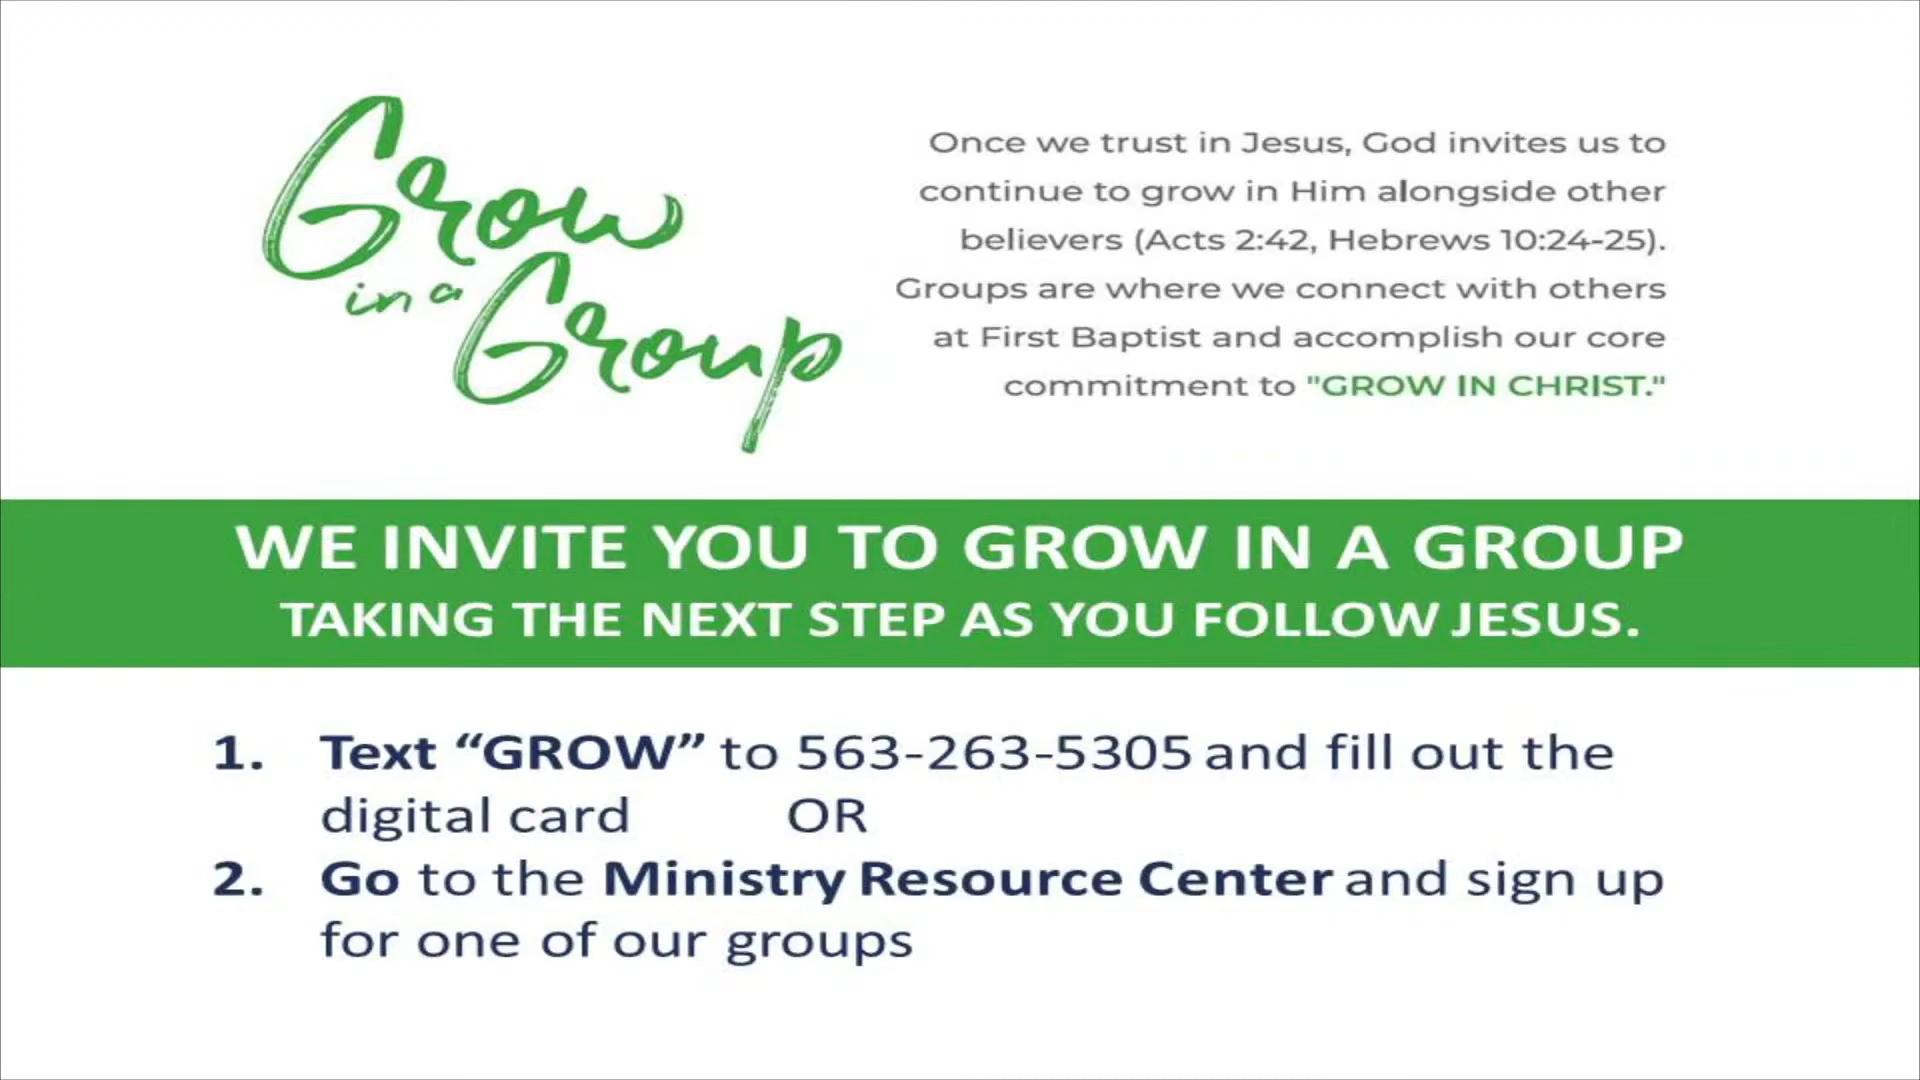 Grow
in a
Group
Once we trust in Jesus, God invites us to
continue to grow in Him alongside other
believers (Acts 2:42, Hebrews 10:24-25).
Groups are where we connect with others
at First Baptist and accomplish our core
commitment to "GROW IN CHRIST."
WE INVITE YOU TO GROW IN A GROUP
TAKING THE NEXT STEP AS YOU FOLLOW JESUS.
1. Text “GROW” to 563-263-5305 and fill out the
digital card OR
2. Go to the Ministry Resource Center and sign up
for one of our groups